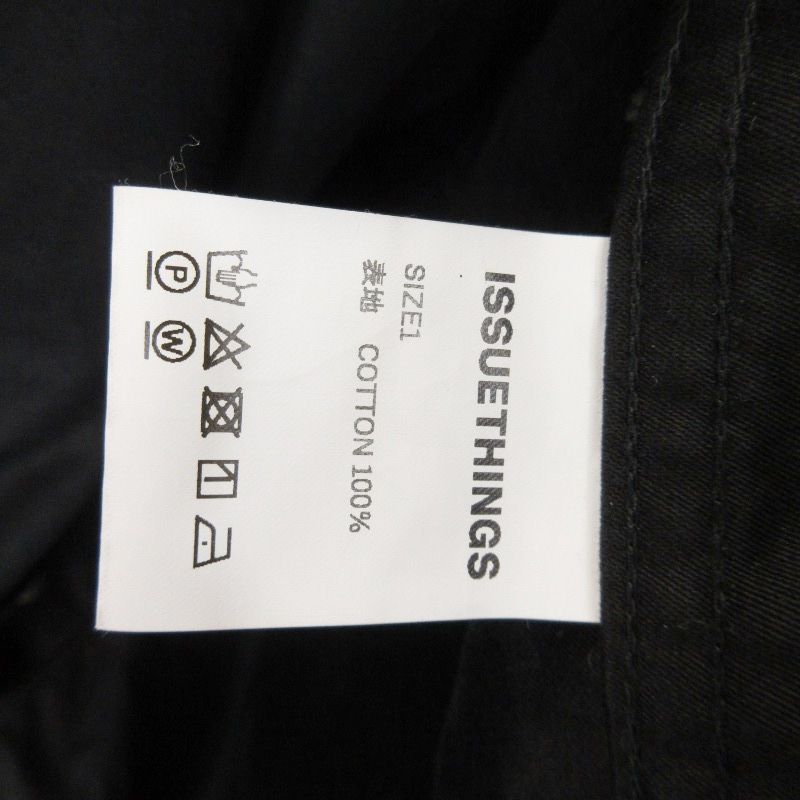 ISSUETHINGS
SIZE1
表地 COTTON 100%
P
W